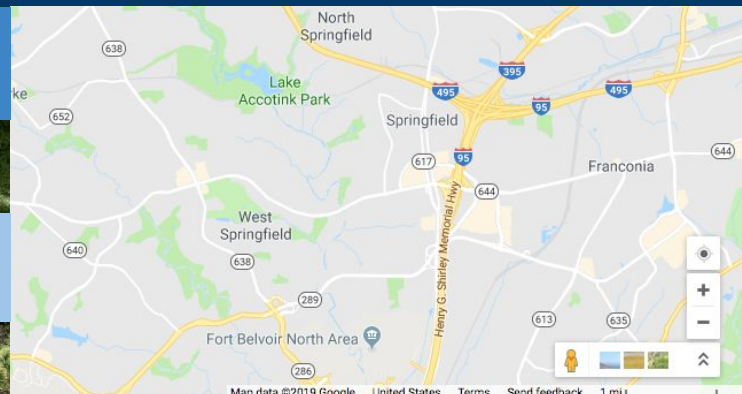 North
Springfield
638
395
Lake
Accotink Park
495
495
95
652
Springfield
617
95
644
Franconia
644
West
Springfield
640
638
Henry G. Shirley Memorial Hwy
289
613
635
Fort Belvoir North Area
286
Map data ©2019 Google United States Terms Send feedback 1 mi